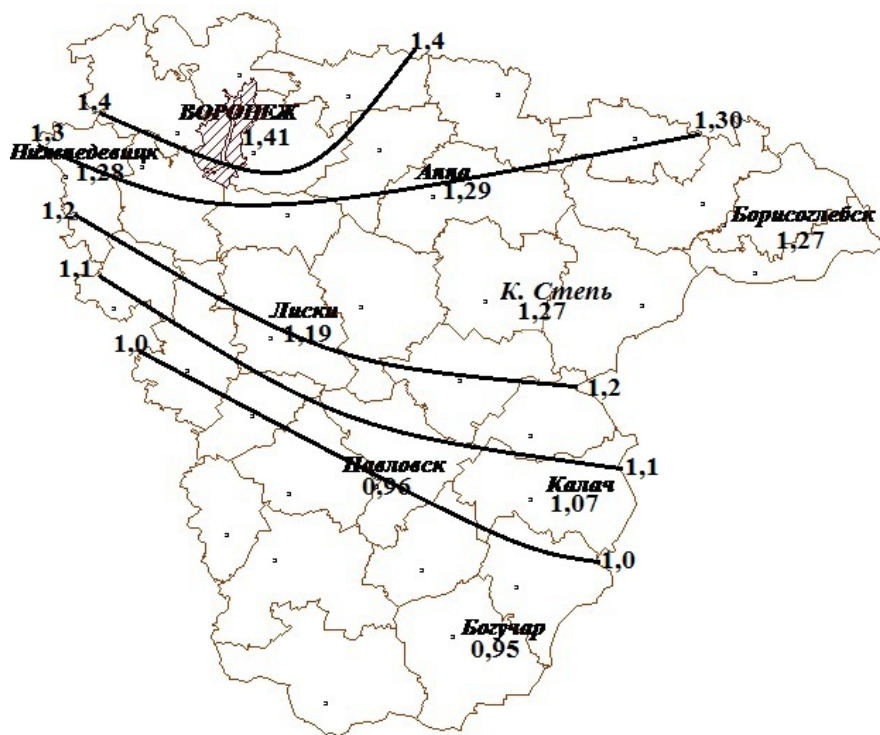 1,4
1,4
ВОРОНЕЖ
1,41
1,30
1,3
Нижнедевицк
1,28
Анна
1,29
Борисоглебск
1,27
1,2
1,1
К. Степь
1,27
Лиски
1,19
1,0
1,2
Павловск
0,96
1,1
Калач
1,07
1,0
Богучар
0,95